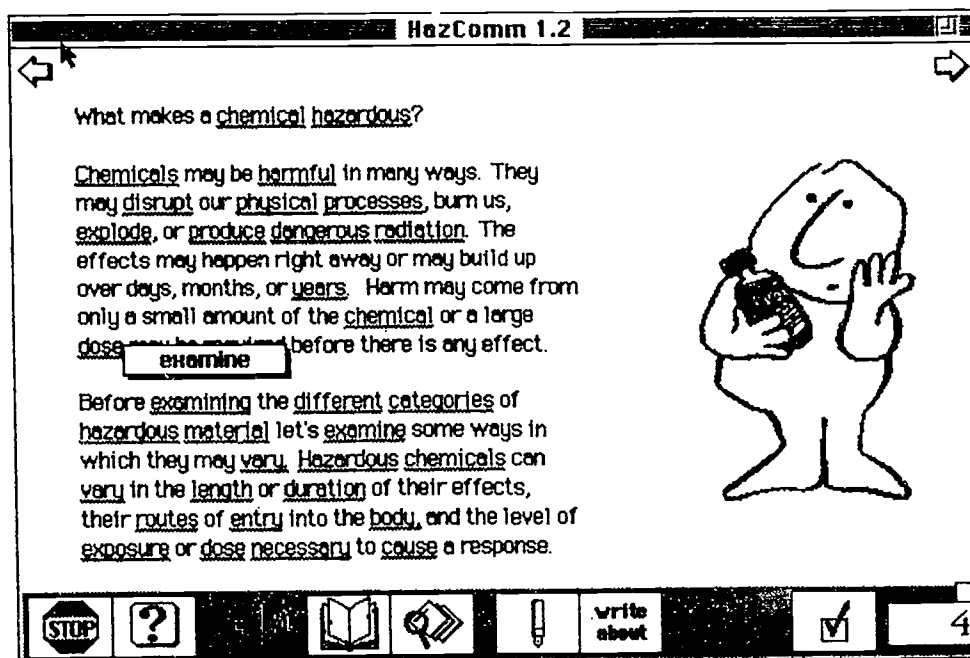 HazComm 1.2
What makes a chemical hazardous?
Chemicals may be harmful in many ways. They
may disrupt our physical processes, burn us,
explode, or produce dangerous radiation. The
effects may happen right away or may build up
over days, months, or years. Harm may come from
only a small amount of the chemical or a large
dose may be required before there is any effect.
examine
Before examining the different categories of
hazardous material let's examine some ways in
which they may vary. Hazardous chemicals can
vary in the length or duration of their effects,
their routes of entry into the body, and the level of
exposure or dose necessary to cause a response.
STOP
?
write
about
4